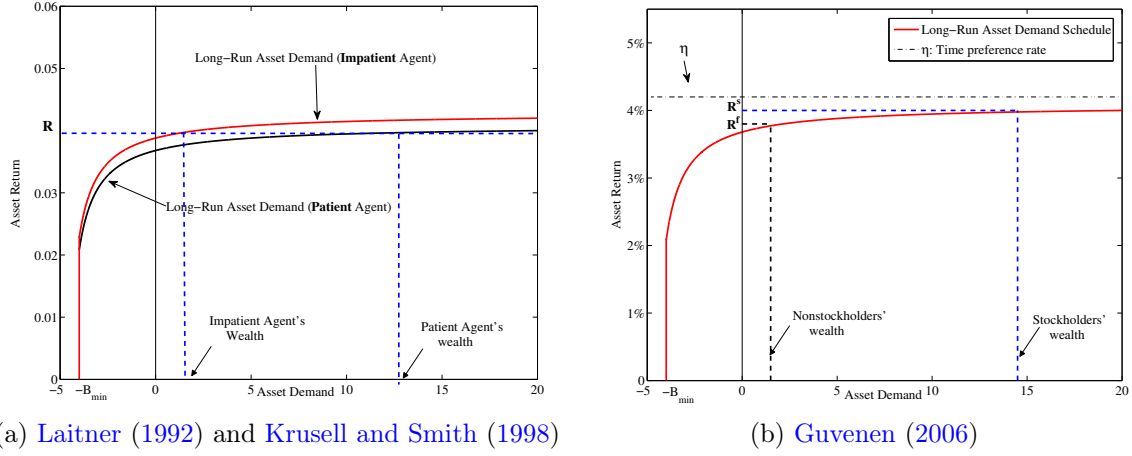 0.06
Long−Run Asset Demand (Impatient Agent)
0.05
R
0.04
Asset Return
0.03
Long−Run Asset Demand (Patient Agent)
0.02
0.01
Impatient Agent's
Wealth
Patient Agent's
wealth
0
−5
−Bmin
0
5
Asset Demand
10
15
20
(a) Laitner (1992) and Krusell and Smith (1998)
Long−Run Asset Demand Schedule
η: Time preference rate
5%
η
4%
Rs
Rf
3%
Asset Return
2%
1%
Nonstockholders'
wealth
Stockholders'
wealth
0
−5
−Bmin
0
5
Asset Demand
10
15
20
(b) Guvenen (2006)